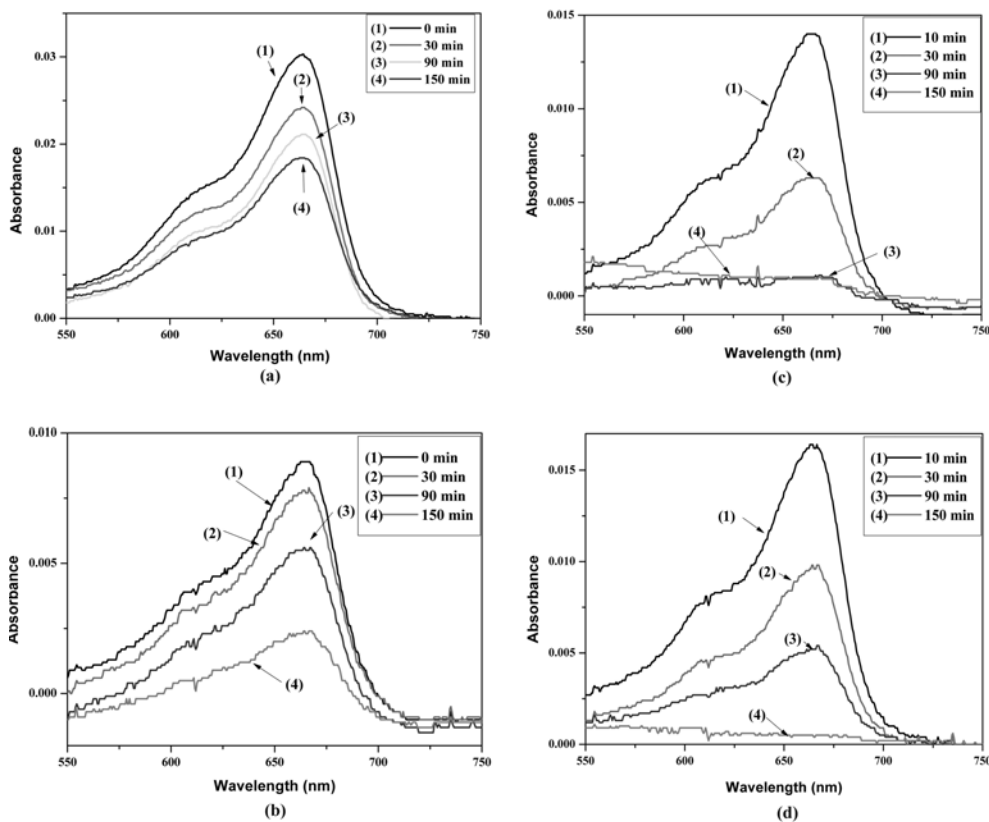 (1) 0 min
(2) 30 min
(3) 90 min
(4) 150 min
(1)
(2)
(3)
(4)
0.03
0.02
0.01
0.00
Absorbance
550 600 650 700 750
Wavelength (nm)
(a)
(1) 10 min
(2) 30 min
(3) 90 min
(4) 150 min
(1)
(2)
(4)
(3)
0.015
0.010
0.005
0.000
Absorbance
550 600 650 700 750
Wavelength (nm)
(c)
(1) 0 min
(2) 30 min
(3) 90 min
(4) 150 min
(1)
(2)
(3)
(4)
0.010
0.005
0.000
Absorbance
550 600 650 700 750
Wavelength (nm)
(b)
(1) 10 min
(2) 30 min
(3) 90 min
(4) 150 min
(1)
(2)
(3)
(4)
0.015
0.010
0.005
0.000
Absorbance
550 600 650 700 750
Wavelength (nm)
(d)